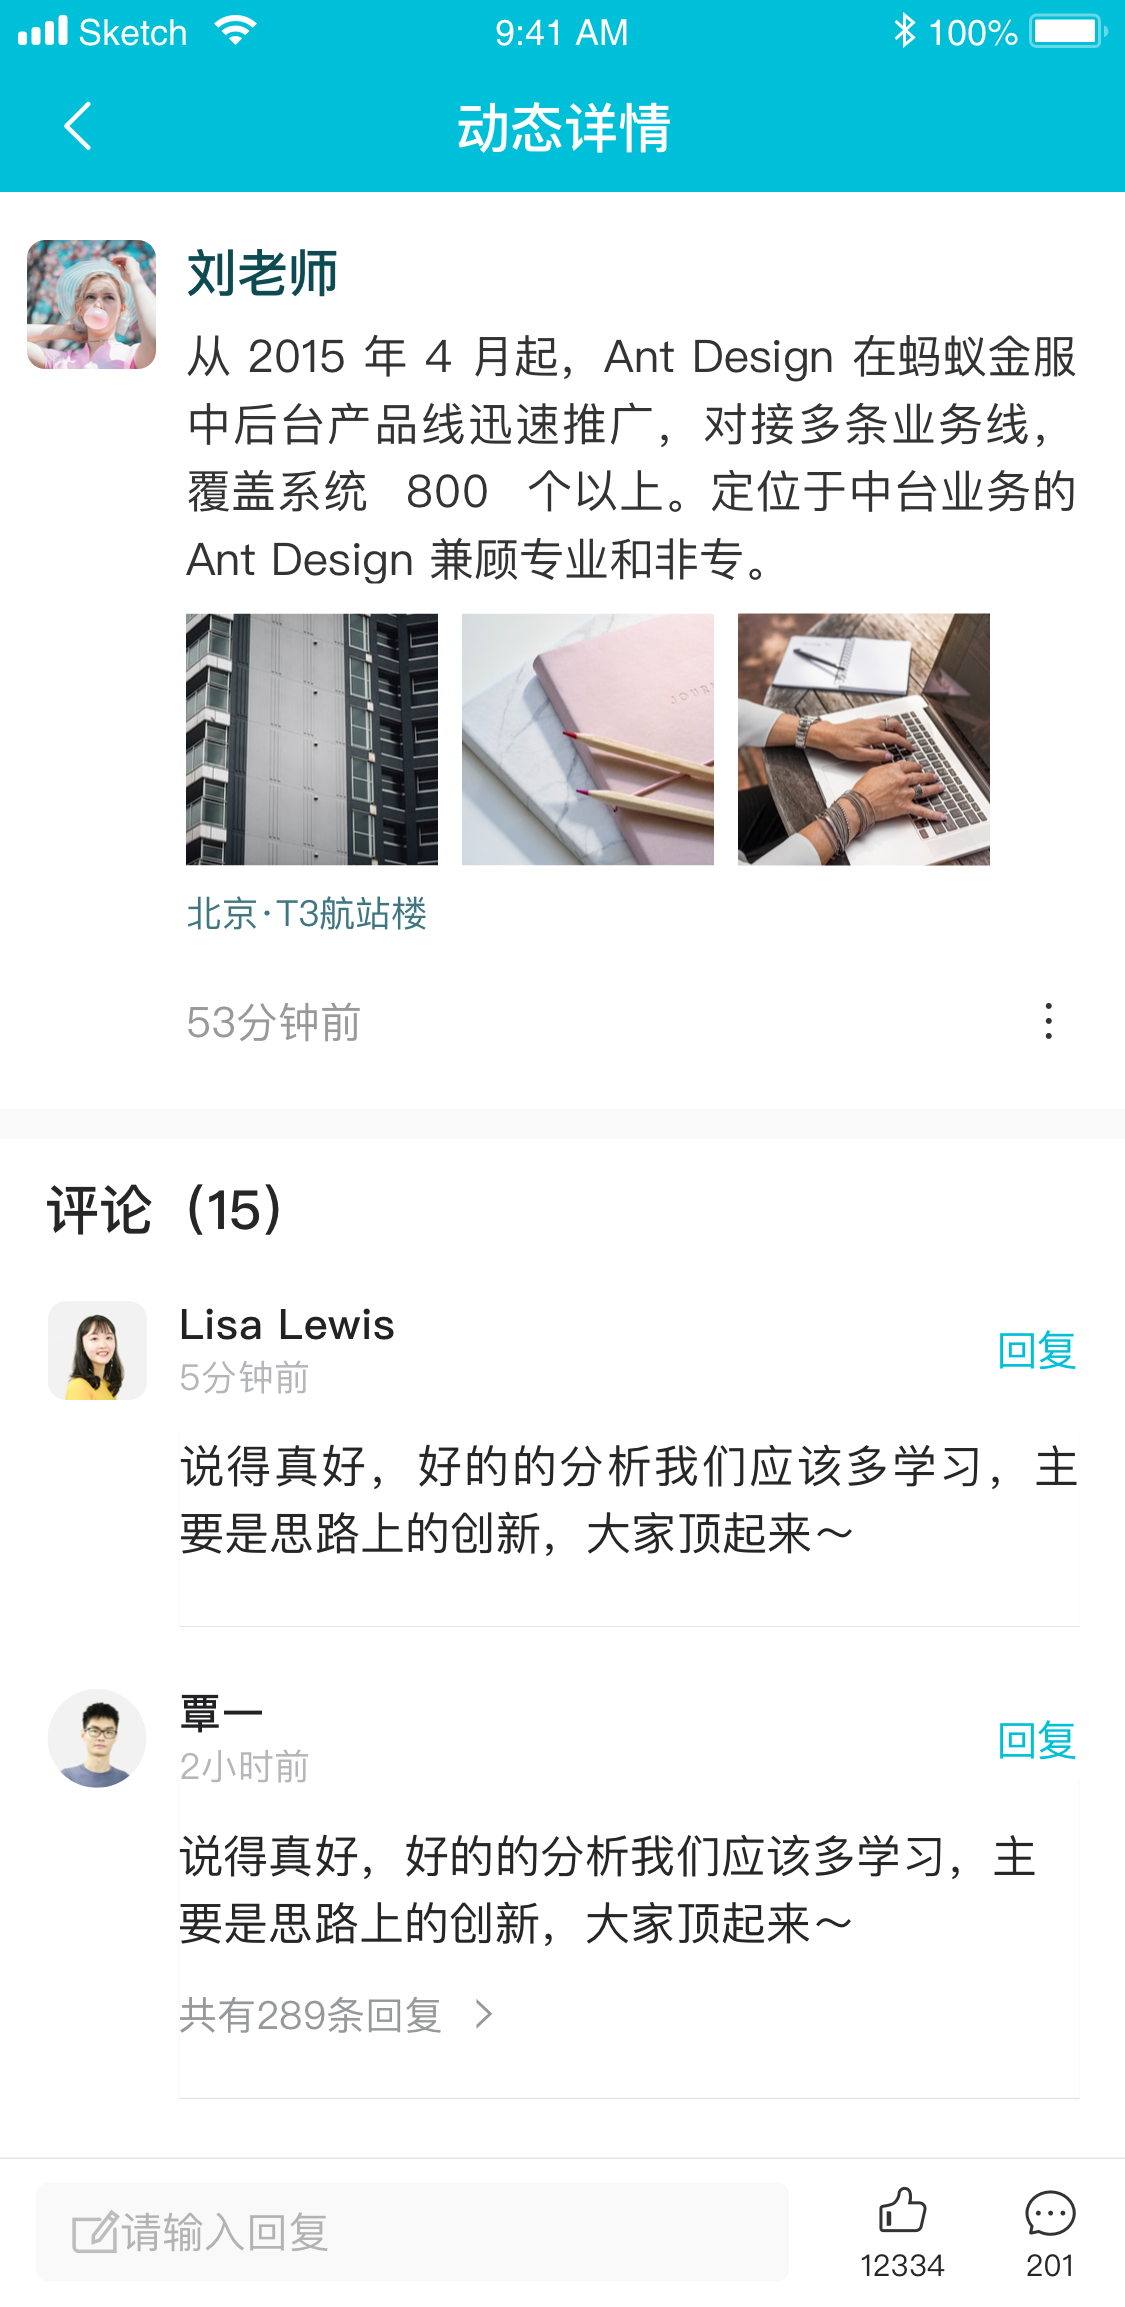 Sketch 9:41 AM 100%
动态详情
刘老师
从 2015 年 4 月起，Ant Design 在蚂蚁金服
中后台产品线迅速推广，对接多条业务线，
覆盖系统 800 个以上。定位于中台业务的
Ant Design 兼顾专业和非专。
北京·T3航站楼
53分钟前
评论（15）
Lisa Lewis
5分钟前
回复
说得真好，好的的分析我们应该多学习，主
要是思路上的创新，大家顶起来～
覃一
2小时前
回复
说得真好，好的的分析我们应该多学习，主
要是思路上的创新，大家顶起来～
共有289条回复
请输入回复
12334
201